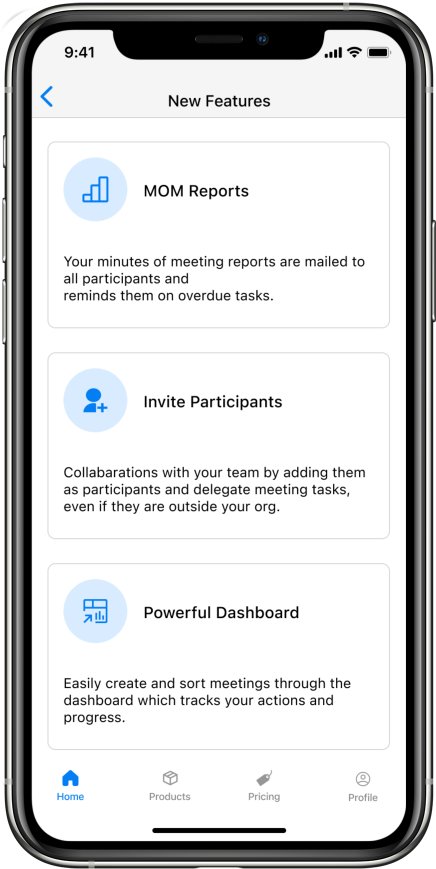 9:41
New Features
MOM Reports
Your minutes of meeting reports are mailed to
all participants and
reminds them on overdue tasks.
Invite Participants
Collabarations with your team by adding them
as participants and delegate meeting tasks,
even if they are outside your org.
Powerful Dashboard
Easily create and sort meetings through the
dashboard which tracks your actions and
progress.
Home
Products
Pricing
Profile